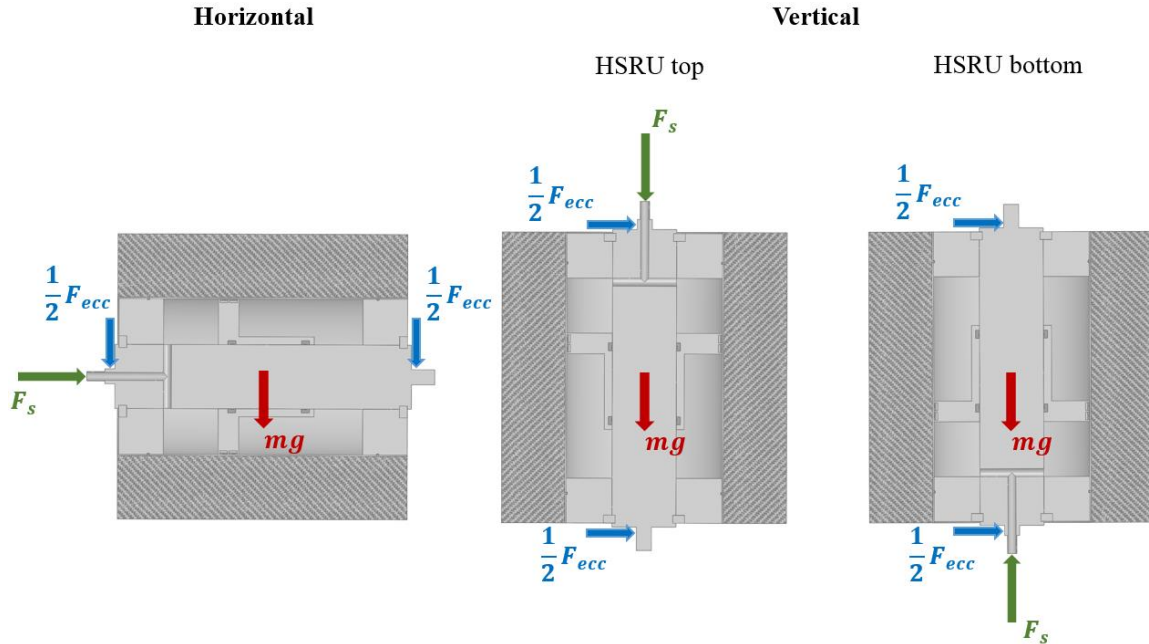 Horizontal
Vertical
HSRU top
HSRU bottom
F_s
1/2 F_ecc
1/2 F_ecc
1/2 F_ecc
1/2 F_ecc
F_s
mg
mg
mg
1/2 F_ecc
1/2 F_ecc
F_s